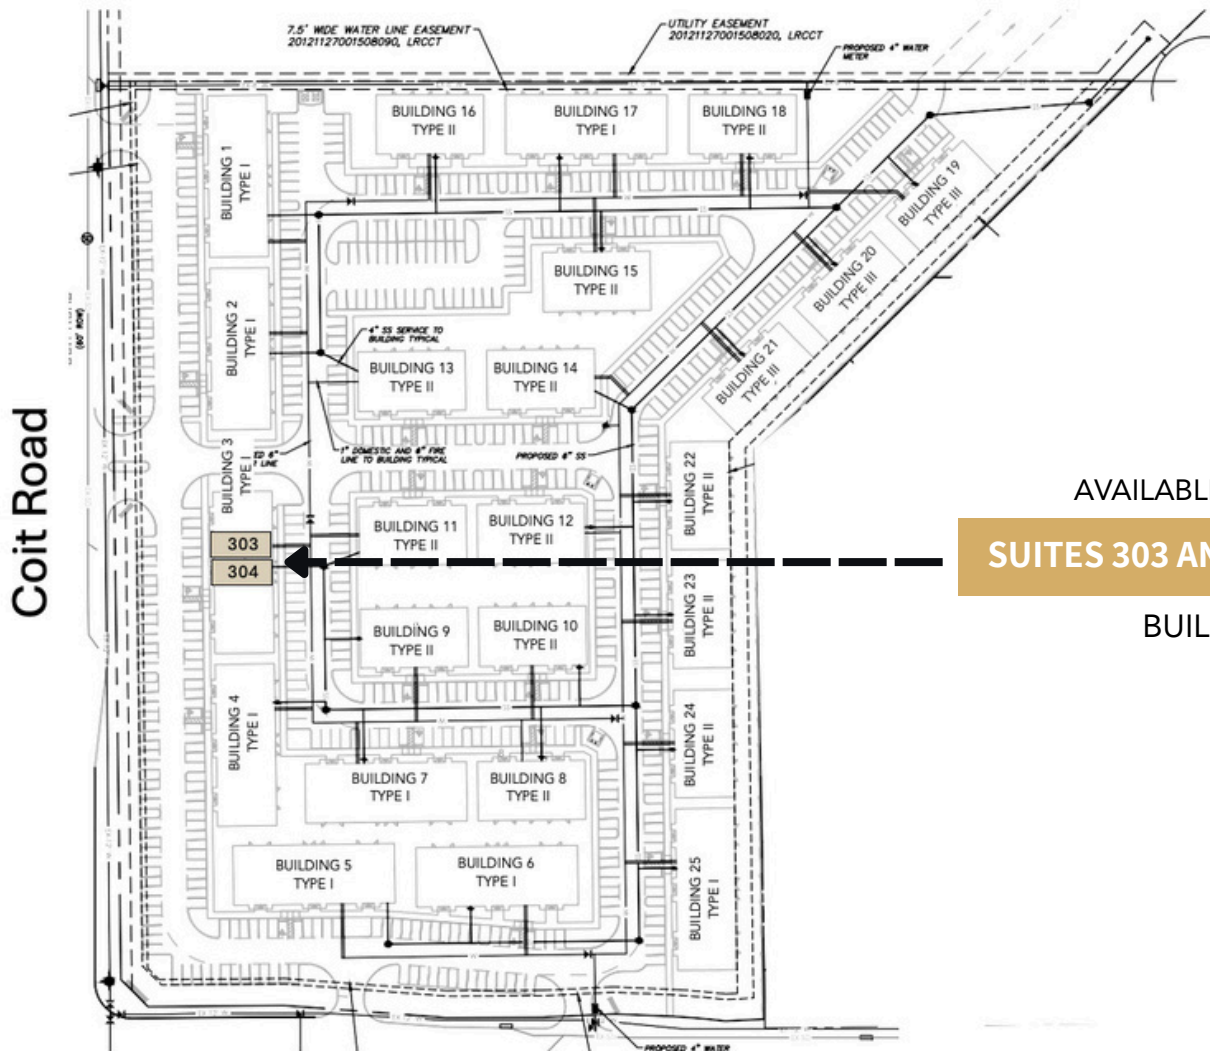 7.5' WIDE WATER LINE EASEMENT
20121127001508090, LRCCT
UTILITY EASEMENT
20121127001508020, LRCCT
PROPOSED 4" WATER
METER
BUILDING 16
TYPE II
BUILDING 17
TYPE I
BUILDING 18
TYPE II
BUILDING 1
TYPE I
BUILDING 19
TYPE III
BUILDING 15
TYPE II
BUILDING 20
TYPE III
BUILDING 2
TYPE I
(60' ROW)
4" SS SERVICE TO
BUILDING TYPICAL
BUILDING 13
TYPE II
BUILDING 14
TYPE II
BUILDING 21
TYPE III
BUILDING 3
TYPE I
1" DOMESTIC AND 6" FIRE
LINE TO BUILDING TYPICAL
PROPOSED 6" SS
BUILDING 22
TYPE II
Coit Road
303
304
BUILDING 11
TYPE II
BUILDING 12
TYPE II
AVAILABL
SUITES 303 AN
BUIL
BUILDING 23
TYPE II
BUILDING 9
TYPE II
BUILDING 10
TYPE II
BUILDING 4
TYPE I
BUILDING 24
TYPE II
BUILDING 7
TYPE I
BUILDING 8
TYPE II
BUILDING 5
TYPE I
BUILDING 6
TYPE I
BUILDING 25
TYPE I
PROPOSED 4" WATER